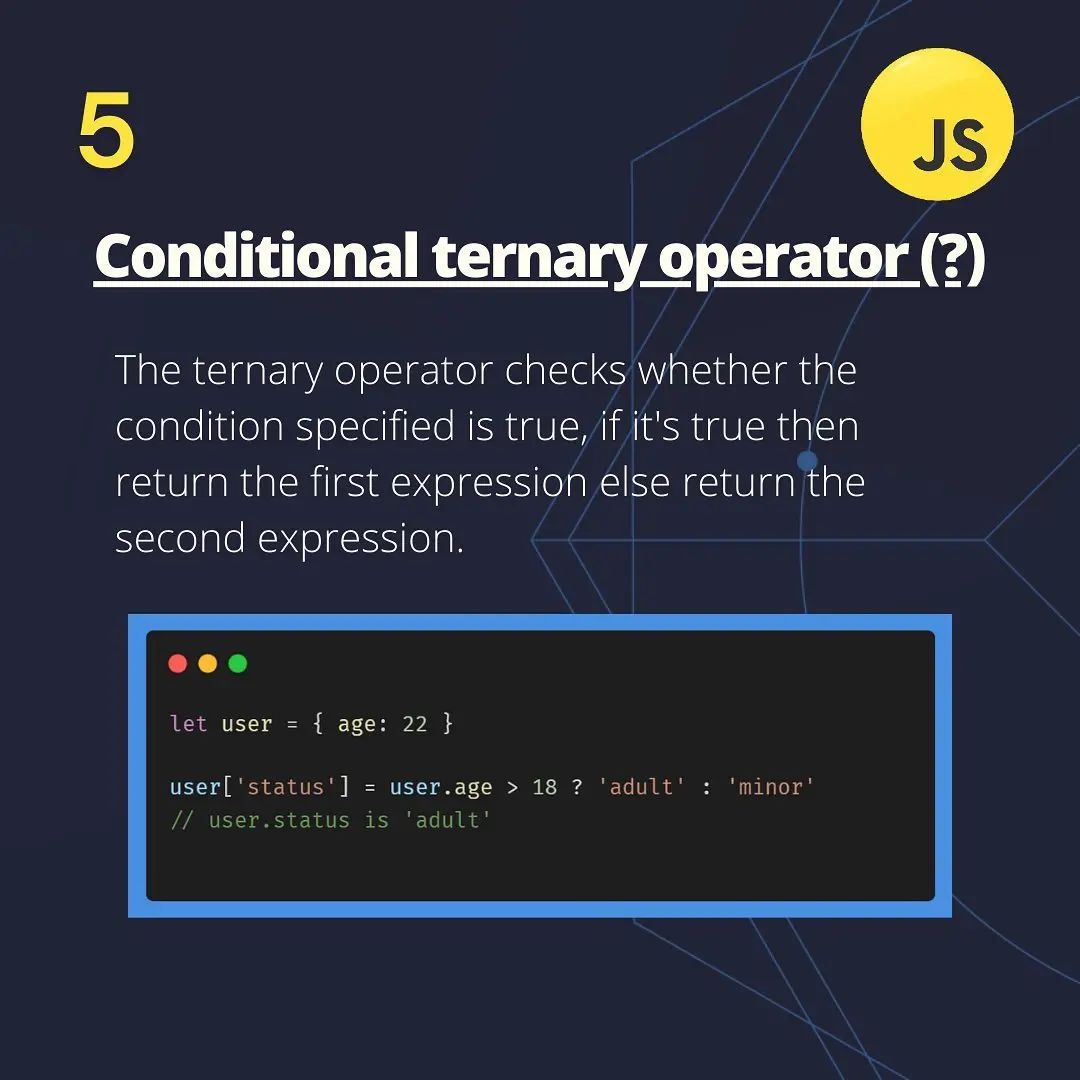 5
JS
Conditional ternary operator (?)
The ternary operator checks whether the
condition specified is true, if it's true then
return the first expression else return the
second expression.
let user = { age: 22 }
user['status'] = user.age > 18 ? 'adult' : 'minor'
// user.status is 'adult'